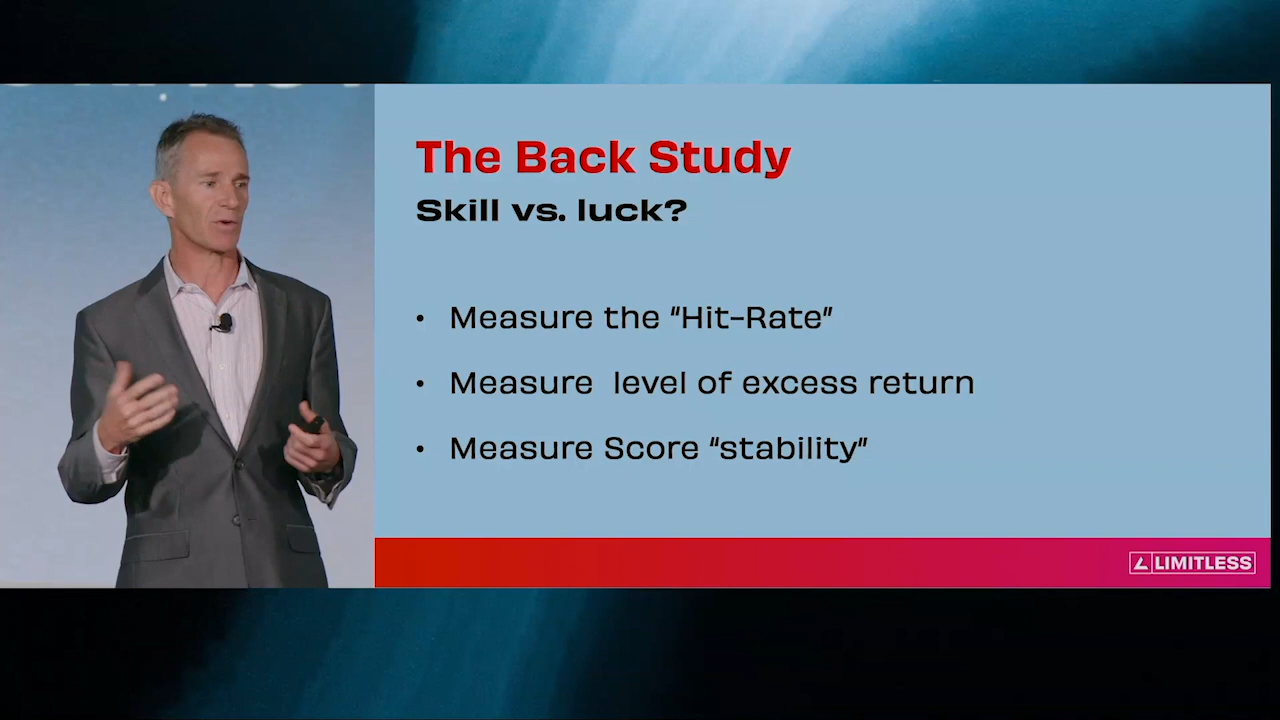 The Back Study
Skill vs. luck?
• Measure the “Hit-Rate”
• Measure level of excess return
• Measure Score “stability”
LIMITLESS